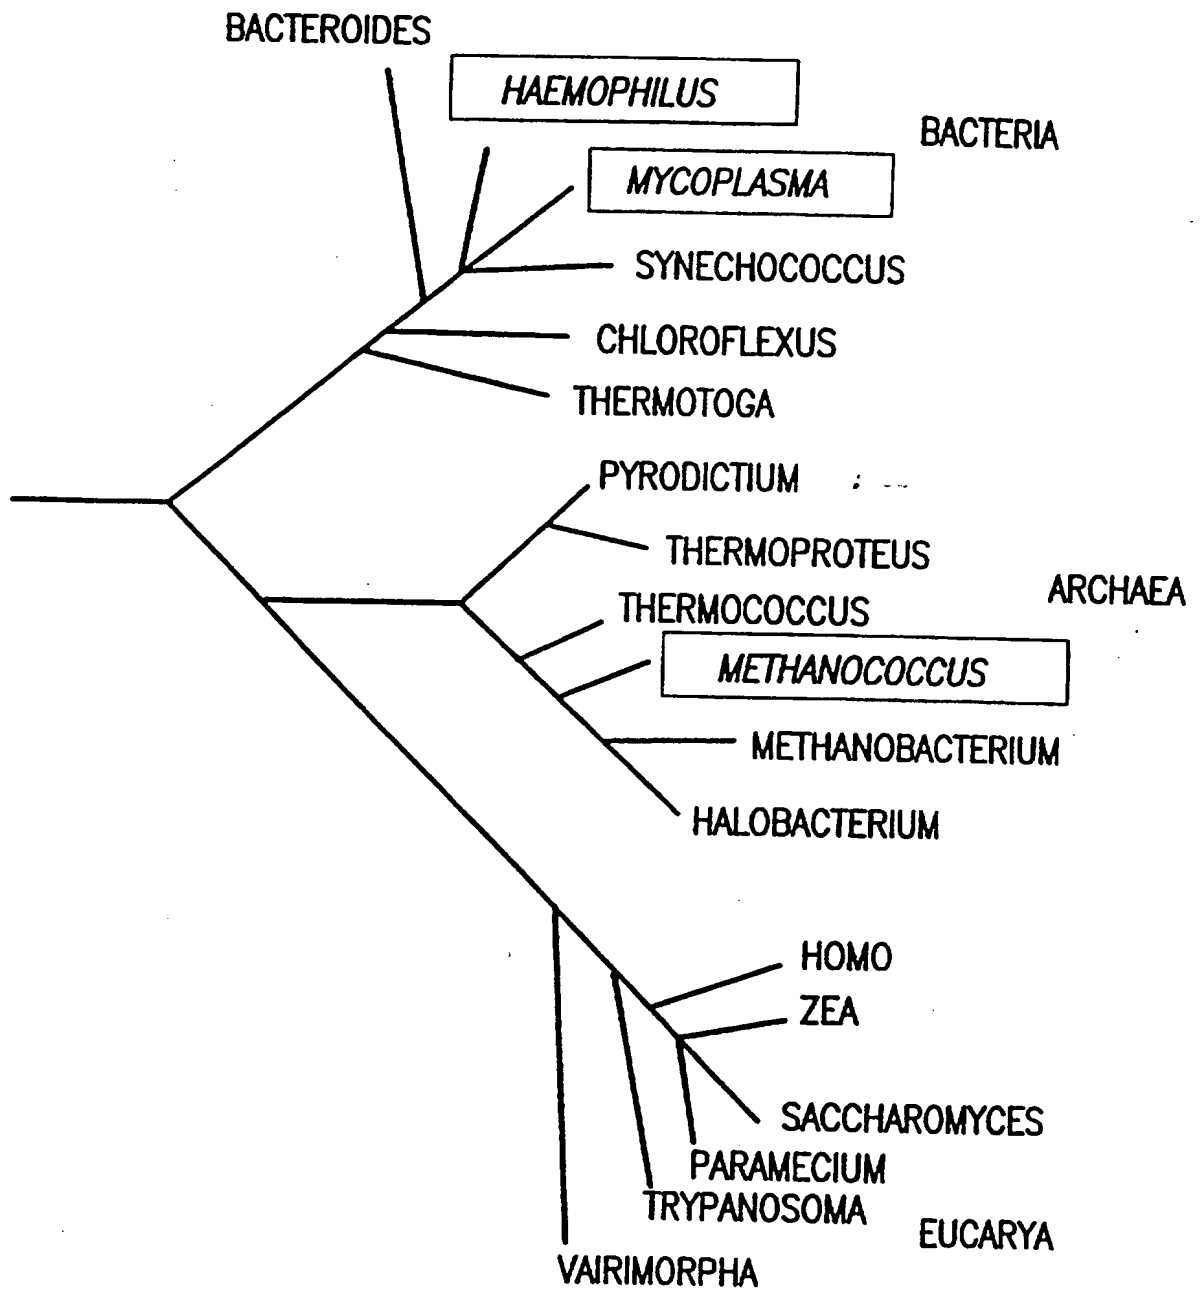 BACTEROIDES
HAEMOPHILUS
BACTERIA
MYCOPLASMA
SYNECHOCOCCUS
CHLOROFLEXUS
THERMOTOGA
PYRODICTIUM
THERMOPROTEUS
ARCHAEA
THERMOCOCCUS
METHANOCOCCUS
METHANOBACTERIUM
HALOBACTERIUM
HOMO
ZEA
SACCHAROMYCES
PARAMECIUM
TRYPANOSOMA
EUCARYA
VAIRIMORPHA